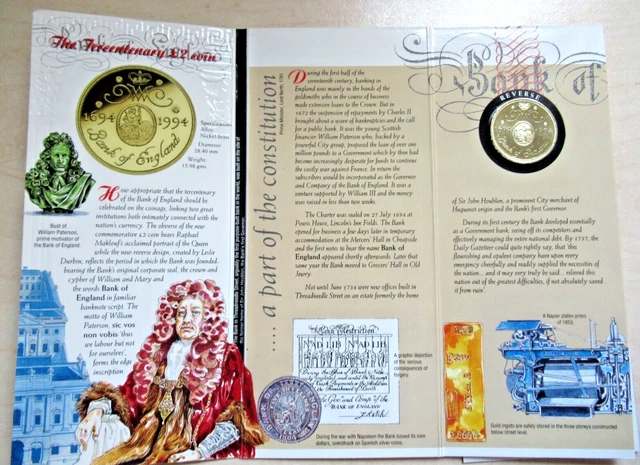 The Tercentenary £2 coin
1694 1994
Bank of England
Specifications
Alloy:
Nickel-brass
Diameter:
28.40 mm
Weight:
15.98 gms
Bust of
William Paterson,
prime motivator of
the Bank of England.
How appropriate that the tercentenary
of the Bank of England should be
celebrated on the coinage, linking two great
institutions both intimately connected with the
nation's currency. The obverse of the new
commemorative £2 coin bears Raphael
Maklouf's acclaimed portrait of the Queen
while the new reverse design, created by Leslie
Durbin, reflects the period in which the Bank was founded,
bearing the Bank's original corporate seal, the crown and
cypher of William and Mary and
the words Bank of
England in familiar
banknote script. The
motto of William
Paterson, sic vos
non vobis 'thus
we labour but not
for ourselves',
forms the edge
inscription
.... a part of the constitution
Prime Minister, Lord North, 1781
During the first half of the
seventeenth century, banking in
England was mainly in the hands of the
goldsmiths who in the course of business
made extensive loans to the Crown. But in
1672 the suspension of repayments by Charles II
brought about a wave of bankruptcies and the call
for a public bank. It was the young Scottish
financier William Paterson who, backed by a
powerful City group, proposed the loan of over one
million pounds to a Government which by then had
become increasingly desperate for funds to continue
the costly war against France. In return the
subscribers would be incorporated as the Governor
and Company of the Bank of England. It was a
venture supported by William III and the money
was raised in less than two weeks.
The Charter was sealed on 27 July 1694 at
Powis House, Lincoln's Inn Fields. The Bank
opened for business a few days later in temporary
accommodation at the Mercers' Hall in Cheapside
and the first notes to bear the name Bank of
England appeared shortly afterwards. Later that
same year the Bank moved to Grocers' Hall in Old
Jewry.
Not until June 1734 were new offices built in
Threadneedle Street on an estate formerly the home
Bank Restriction
AD LIB AD LIB
BANK OF ENGLAND
A graphic depiction
of the serious
consequences of
forgery.
During the war with Napoleon the Bank issued its own
dollars, overstruck on Spanish silver coins.
Bank of
REVERSE
of Sir John Houblon, a prominent City merchant of
Huguenot origin and the Bank's first Governor.
During its first century the Bank developed essentially
as a Government bank, seeing off its competitors and
effectively managing the entire national debt. By 1737, the
Daily Gazetteer could quite rightly say, that 'this
flourishing and opulent company have upon every
emergency cheerfully and readily supplied the necessities of
the nation... and it may very truly be said... relieved this
nation out of the greatest difficulties, if not absolutely saved
it from ruin'.
A Napier platen press
of 1853.
Gold ingots are safely stored in the three storeys constructed
below street level.